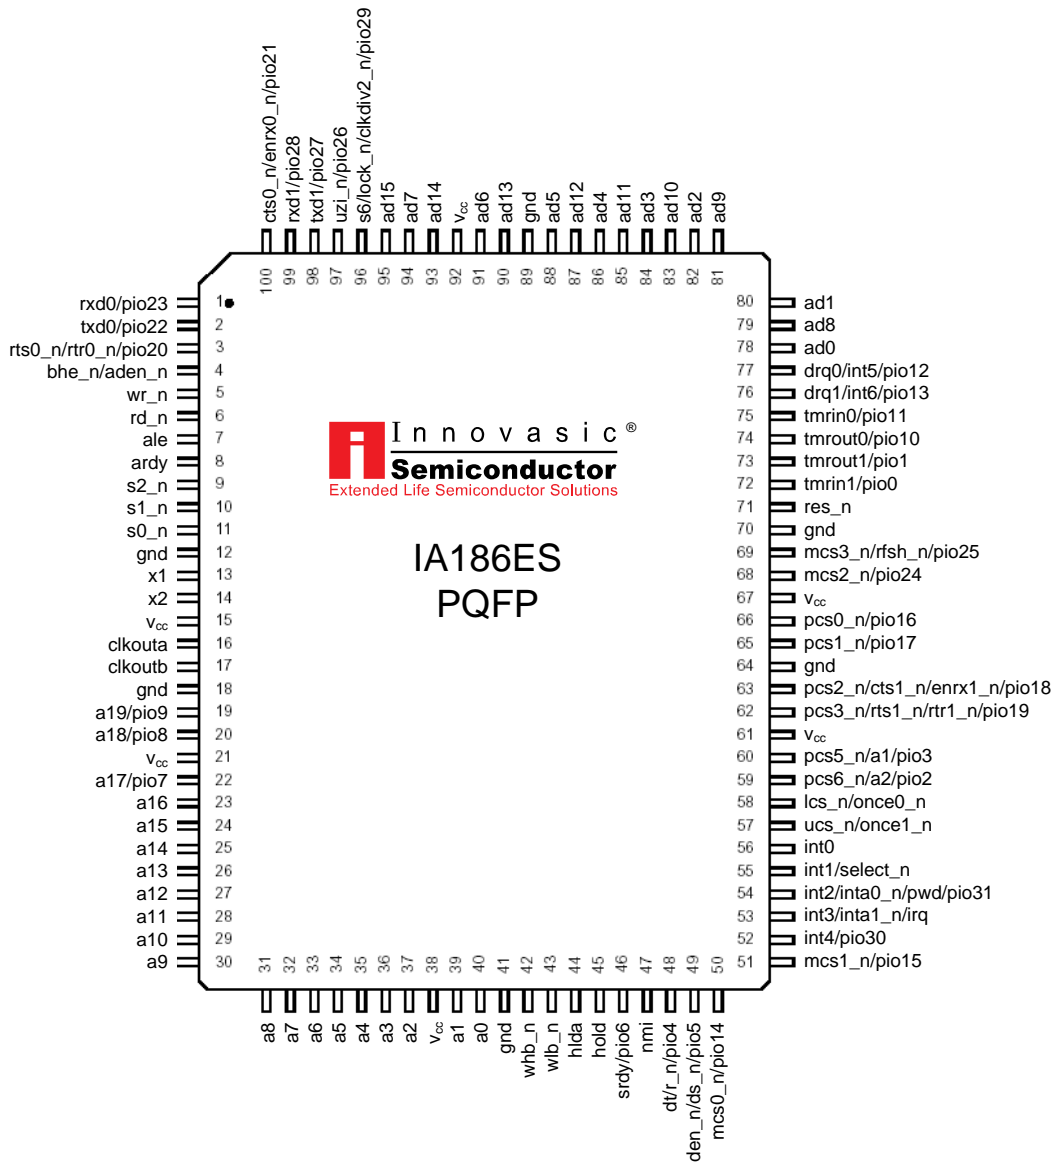 cts0_n/enrx0_n/pio21
rxd1/pio28
txd1/pio27
uzi_n/pio26
s6/lock_n/clkdiv2_n/pio29
ad15
ad7
ad14
vcc
ad6
ad13
gnd
ad5
ad12
ad4
ad11
ad3
ad10
ad2
ad9
100 99 98 97 96 95 94 93 92 91 90 89 88 87 86 85 84 83 82 81
rxd0/pio23 1 80 ad1
txd0/pio22 2 79 ad8
rts0_n/rtr0_n/pio20 3 78 ad0
bhe_n/aden_n 4 77 drq0/int5/pio12
wr_n 5 76 drq1/int6/pio13
rd_n 6 75 tmrin0/pio11
ale 7 74 tmrout0/pio10
ardy 8 73 tmrout1/pio1
s2_n 9 72 tmrin1/pio0
s1_n 10 71 res_n
s0_n 11 70 gnd
gnd 12 69 mcs3_n/rfsh_n/pio25
x1 13 68 mcs2_n/pio24
x2 14 67 vcc
vcc 15 66 pcs0_n/pio16
clkouta 16 65 pcs1_n/pio17
clkoutb 17 64 gnd
gnd 18 63 pcs2_n/cts1_n/enrx1_n/pio18
a19/pio9 19 62 pcs3_n/rts1_n/rtr1_n/pio19
a18/pio8 20 61 vcc
vcc 21 60 pcs5_n/a1/pio3
a17/pio7 22 59 pcs6_n/a2/pio2
a16 23 58 lcs_n/once0_n
a15 24 57 ucs_n/once1_n
a14 25 56 int0
a13 26 55 int1/select_n
a12 27 54 int2/inta0_n/pwd/pio31
a11 28 53 int3/inta1_n/irq
a10 29 52 int4/pio30
a9 30 51 mcs1_n/pio15
i Innovasic®
Semiconductor
Extended Life Semiconductor Solutions
IA186ES
PQFP
31 32 33 34 35 36 37 38 39 40 41 42 43 44 45 46 47 48 49 50
a8
a7
a6
a5
a4
a3
a2
vcc
a1
a0
gnd
whb_n
wlb_n
hlda
hold
srdy/pio6
nmi
dt/r_n/pio4
den_n/ds_n/pio5
mcs0_n/pio14